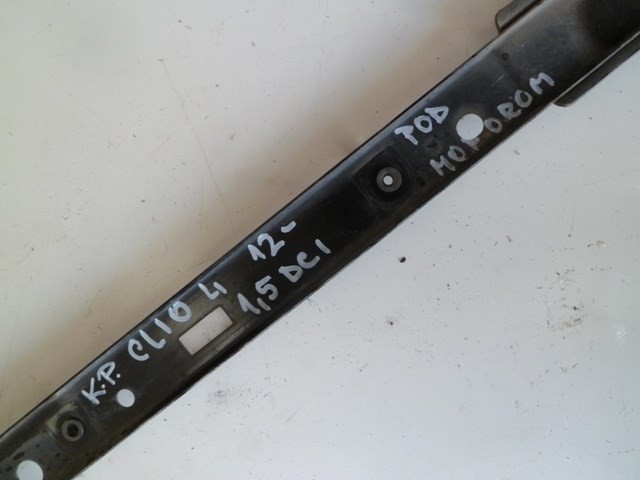 K.P. CLIO 4 12-
1,5 DCI
POD
MOTOROM